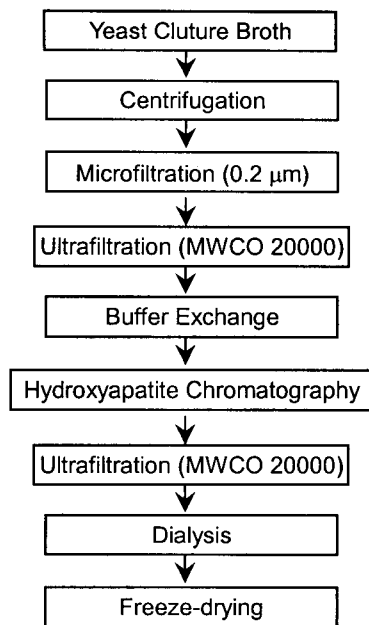 Yeast Cluture Broth
Centrifugation
Microfiltration (0.2 μm)
Ultrafiltration (MWCO 20000)
Buffer Exchange
Hydroxyapatite Chromatography
Ultrafiltration (MWCO 20000)
Dialysis
Freeze-drying